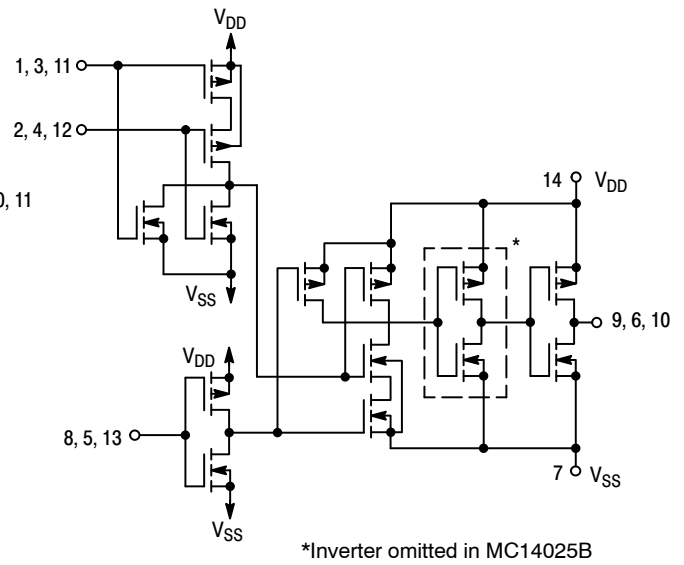 VDD
1, 3, 11
2, 4, 12
0, 11
14 VDD
*
VSS
9, 6, 10
VDD
8, 5, 13
7 VSS
VSS
*Inverter omitted in MC14025B